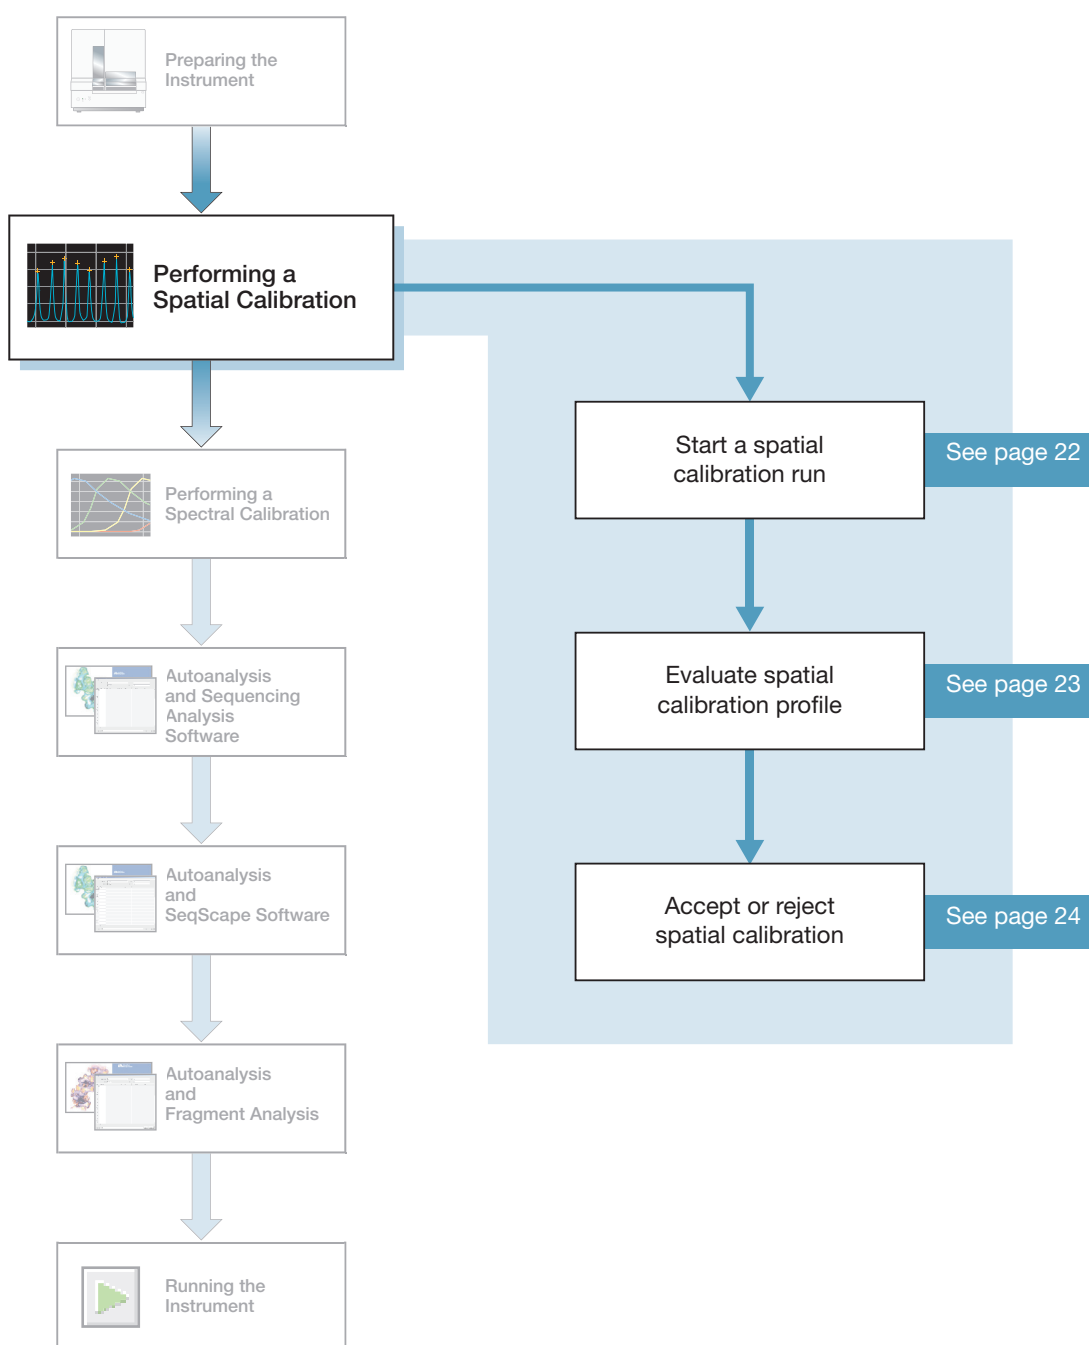 Preparing the
Instrument
Performing a
Spatial Calibration
Start a spatial
calibration run
See page 22
Performing a
Spectral Calibration
Evaluate spatial
calibration profile
See page 23
Autoanalysis
and Sequencing
Analysis
Software
Accept or reject
spatial calibration
See page 24
Autoanalysis
and
SeqScape Software
Autoanalysis
and
Fragment Analysis
Running the
Instrument